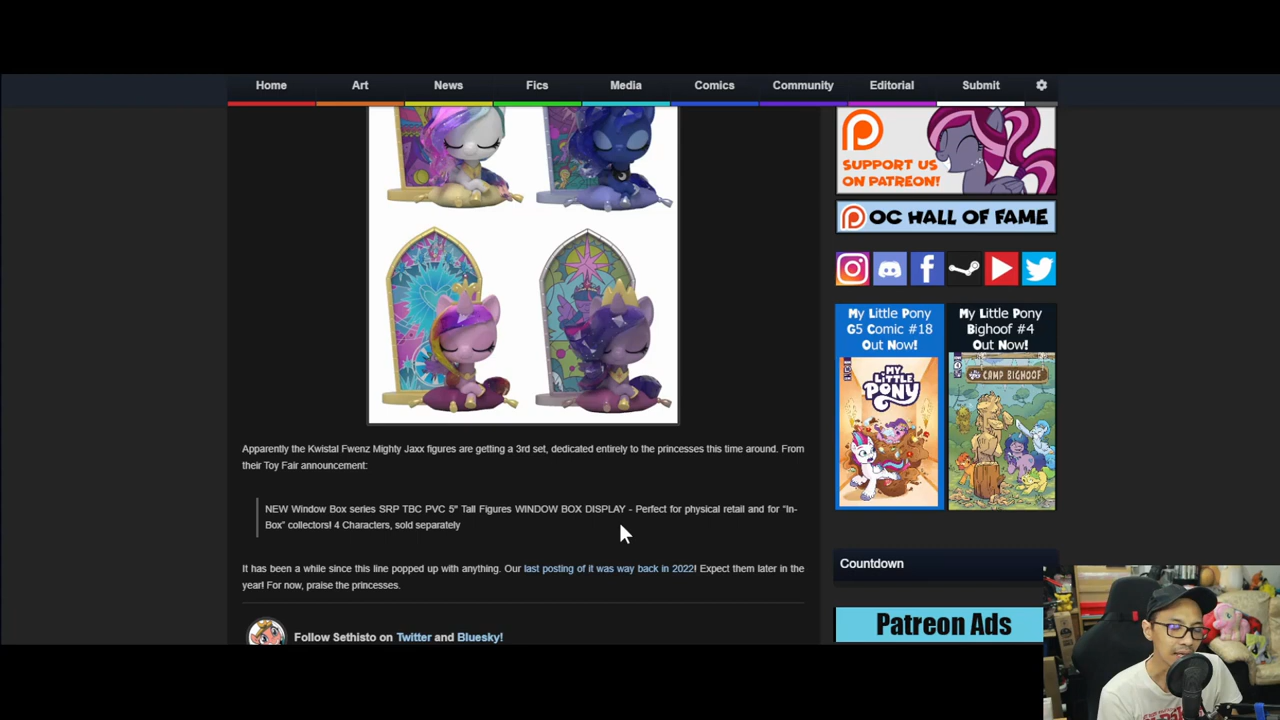 Home Art News Fics Media Comics Community Editorial Submit
SUPPORT US
ON PATREON!
OC HALL OF FAME
My Little Pony
G5 Comic #18
Out Now!
My Little Pony
Bighoof #4
Out Now!
MY
LITTLE
PONY
CAMP BIGHOOF
Apparently the Kwistal Fwenz Mighty Jaxx figures are getting a 3rd set, dedicated entirely to the princesses this time around. From
their Toy Fair announcement:
NEW Window Box series SRP TBC PVC 5" Tall Figures WINDOW BOX DISPLAY - Perfect for physical retail and for "In-
Box" collectors! 4 Characters, sold separately
It has been a while since this line popped up with anything. Our last posting of it was way back in 2022! Expect them later in the
year! For now, praise the princesses.
Follow Sethisto on Twitter and Bluesky!
Countdown
Patreon Ads